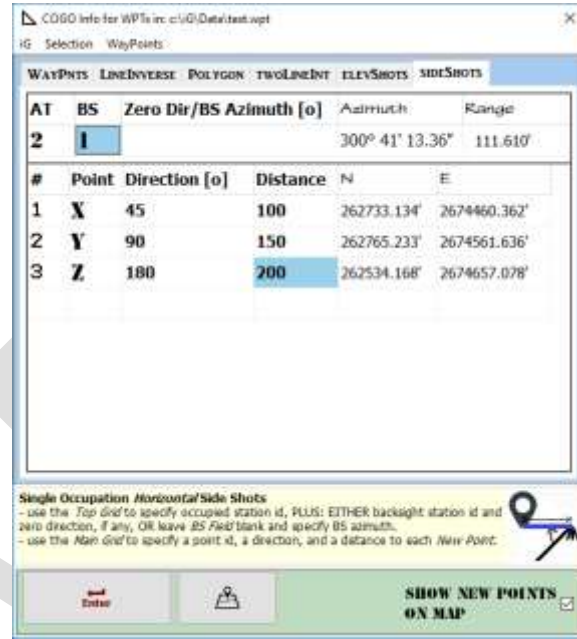 COGO Info for WPTs in: c:\iG\Data\test.wpt
iG Selection WayPoints
WAYPNTS LINEINVERSE POLYGON TWOLINEINT ELEVSHOTS SIDESHOTS
AT BS Zero Dir/BS Azimuth [o] Azimuth Range
2 1 300° 41' 13.36" 111.610'
# Point Direction [o] Distance N E
1 X 45 100 262733.134' 2674460.362'
2 Y 90 150 262765.233' 2674561.636'
3 Z 180 200 262534.168' 2674657.078'
Single Occupation Horizontal Side Shots
- use the Top Grid to specify occupied station id, PLUS: EITHER backsight station id and
zero direction, if any, OR leave BS Field blank and specify BS azimuth.
- use the Main Grid to specify a point id, a direction, and a distance to each New Point.
Enter
SHOW NEW POINTS
ON MAP